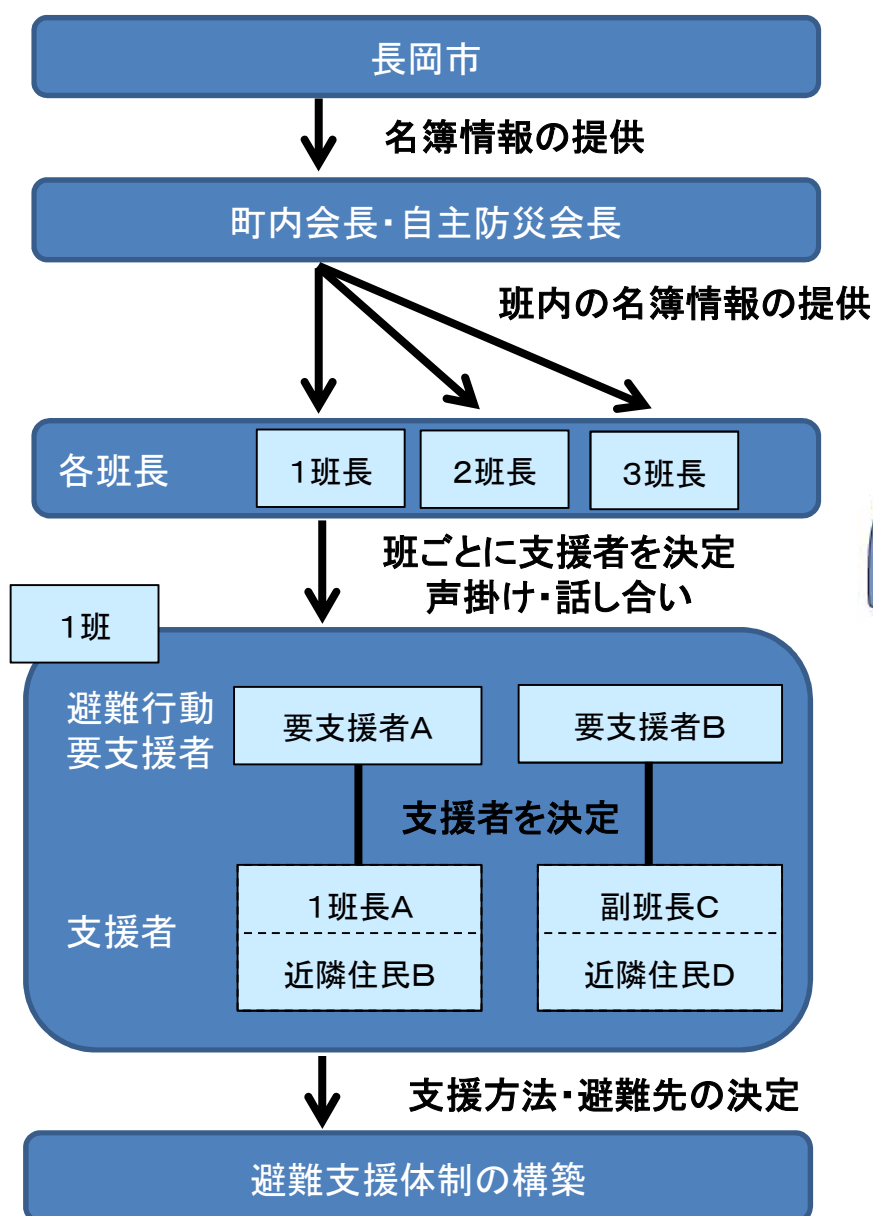 長岡市
名簿情報の提供
町内会長・自主防災会長
班内の名簿情報の提供
各班長
1班長
2班長
3班長
班ごとに支援者を決定
声掛け・話し合い
1班
避難行動
要支援者
要支援者A
要支援者B
支援者を決定
支援者
1班長A
近隣住民B
副班長C
近隣住民D
支援方法・避難先の決定
避難支援体制の構築